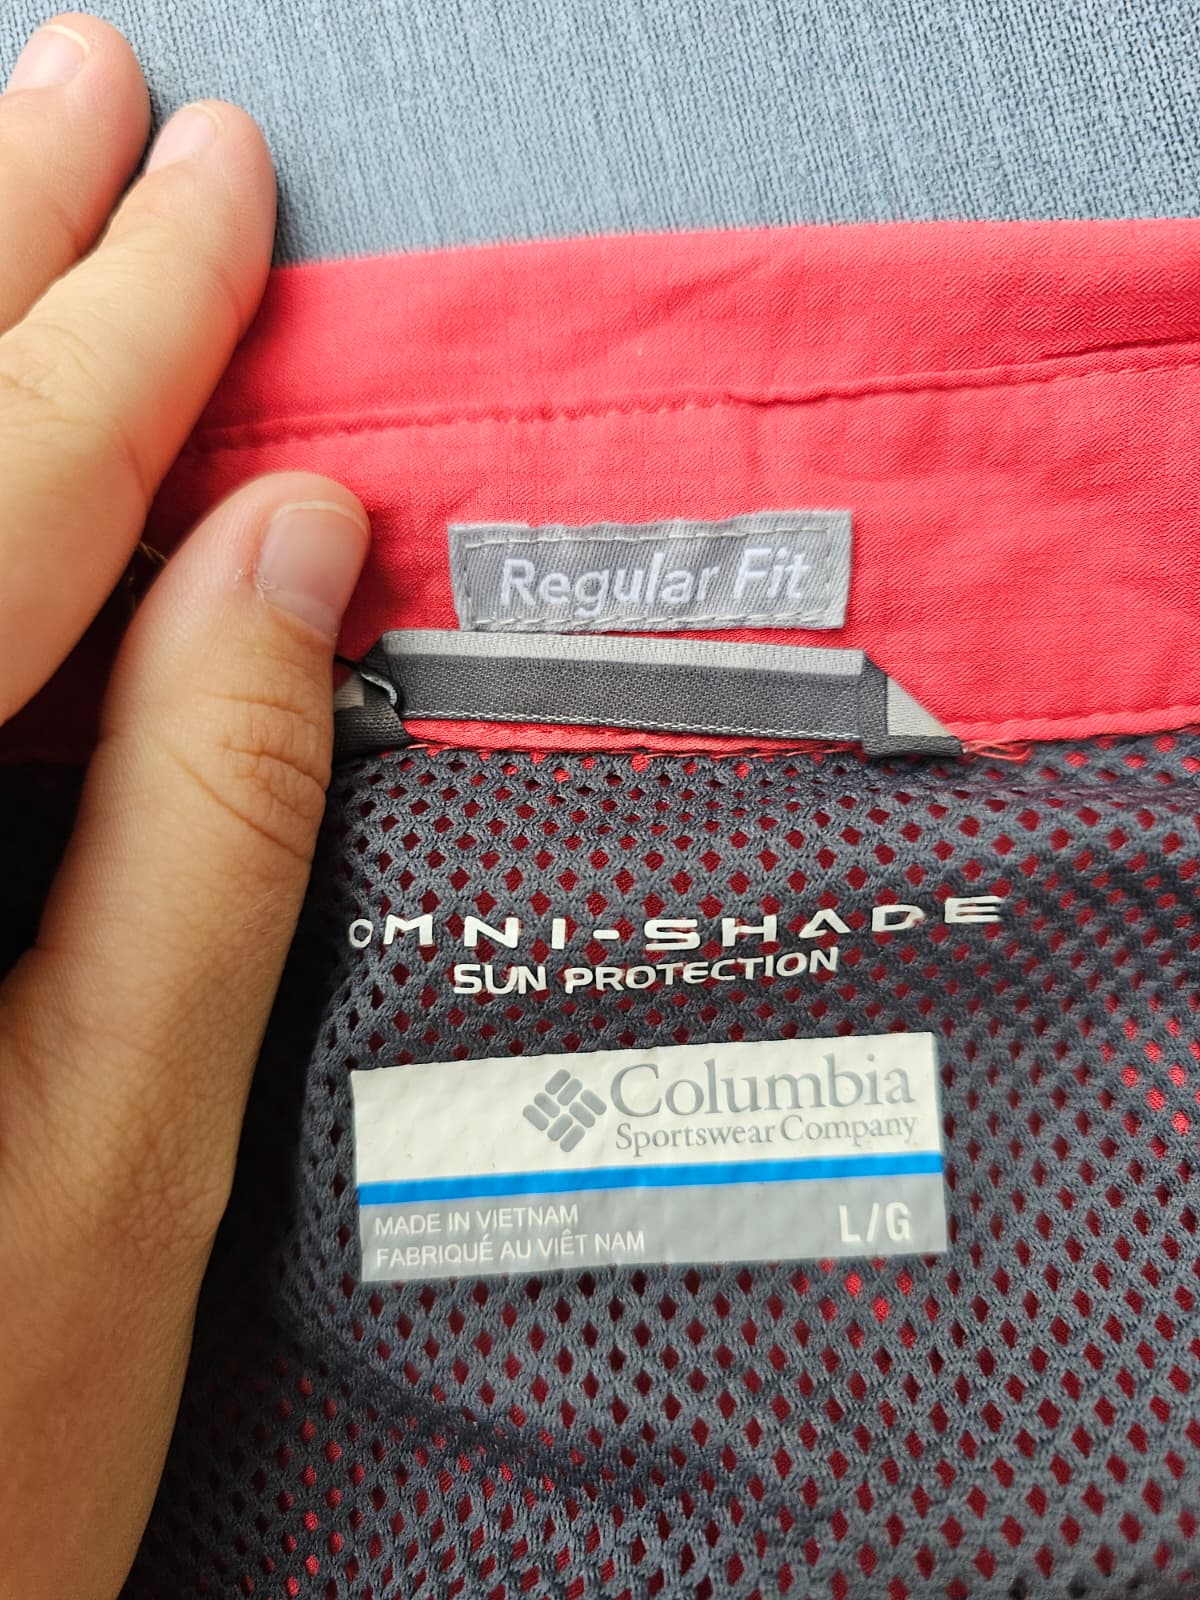 Regular Fit
OMNI-SHADE
SUN PROTECTION
Columbia
Sportswear Company
MADE IN VIETNAM
FABRIQUÉ AU VIÊT NAM
L/G